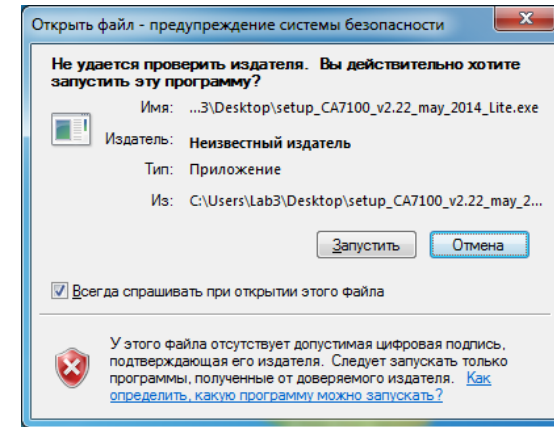 Открыть файл - предупреждение системы безопасности
Не удается проверить издателя. Вы действительно хотите
запустить эту программу?
Имя: ...3\Desktop\setup_CA7100_v2.22_may_2014_Lite.exe
Издатель: Неизвестный издатель
Тип: Приложение
Из: C:\Users\Lab3\Desktop\setup_CA7100_v2.22_may_2...
Запустить Отмена
Всегда спрашивать при открытии этого файла
У этого файла отсутствует допустимая цифровая подпись,
подтверждающая его издателя. Следует запускать только
программы, полученные от доверяемого издателя. Как
определить, какую программу можно запускать?